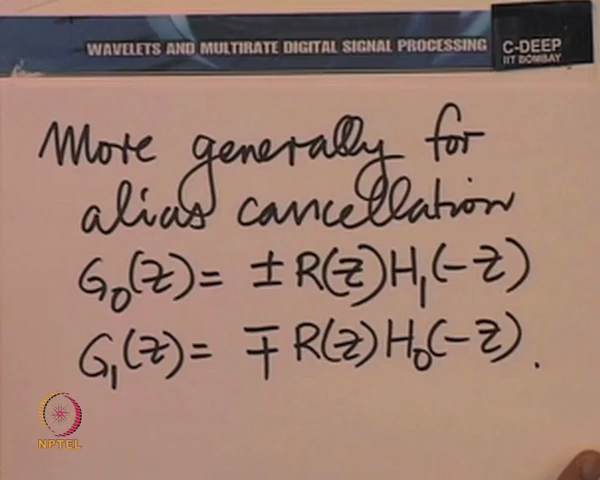 WAVELETS AND MULTIRATE DIGITAL SIGNAL PROCESSING
C-DEEP
IIT BOMBAY
More generally for
alias cancellation
G₀(z) = ± R(z)H₁(-z)
G₁(z) = ∓ R(z)H₀(-z).
NPTEL